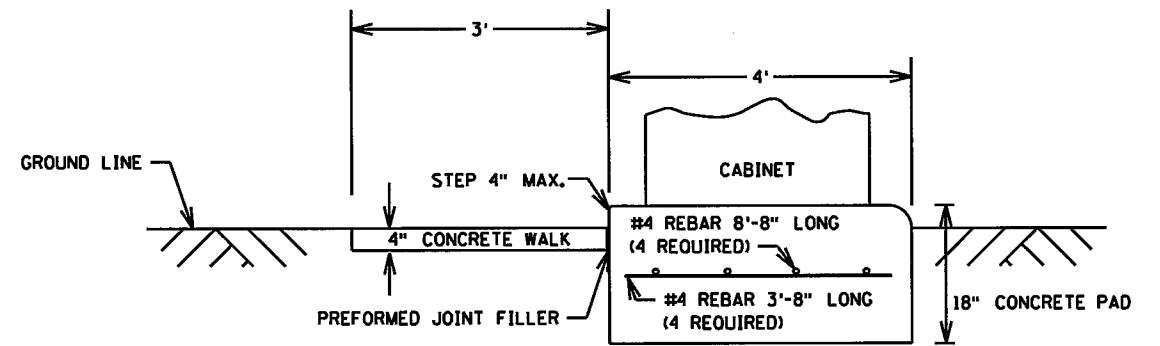 3'
4'
GROUND LINE
STEP 4" MAX.
CABINET
4" CONCRETE WALK
#4 REBAR 8'-8" LONG
(4 REQUIRED)
#4 REBAR 3'-8" LONG
(4 REQUIRED)
18" CONCRETE PAD
PREFORMED JOINT FILLER